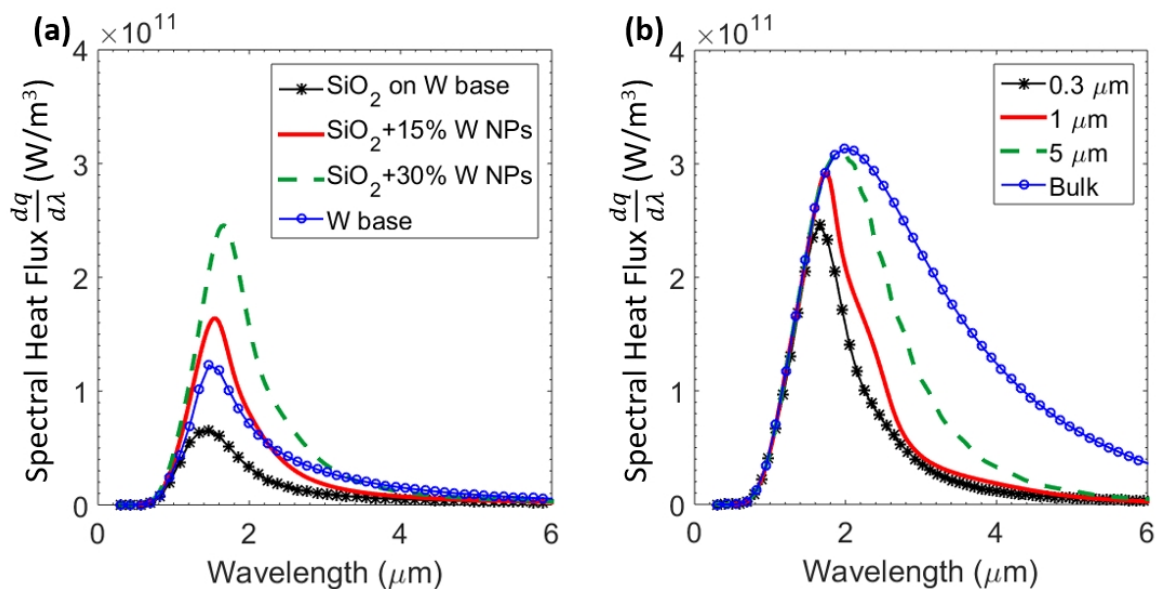 (a)
× 10^11
Spectral Heat Flux dq/dλ (W/m³)
4
3
2
1
0
SiO₂ on W base
SiO₂+15% W NPs
SiO₂+30% W NPs
W base
0 2 4 6
Wavelength (μm)
(b)
× 10^11
Spectral Heat Flux dq/dλ (W/m³)
4
3
2
1
0
0.3 μm
1 μm
5 μm
Bulk
0 2 4 6
Wavelength (μm)